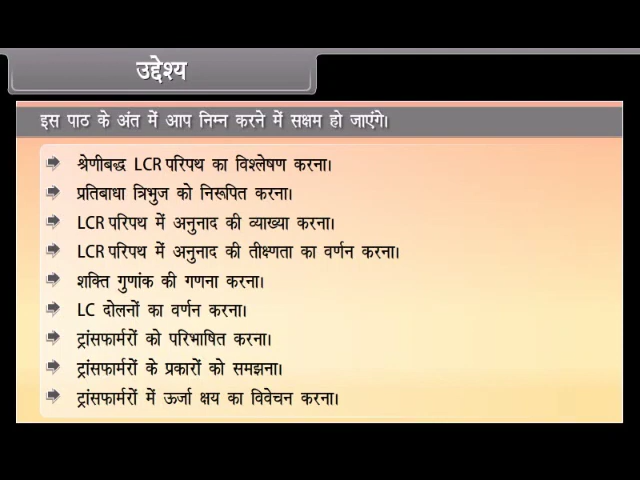 उद्देश्य
इस पाठ के अंत में आप निम्न करने में सक्षम हो जाएंगे।
श्रेणीबद्ध LCR परिपथ का विश्लेषण करना।
प्रतिबाधा त्रिभुज को निरूपित करना।
LCR परिपथ में अनुनाद की व्याख्या करना।
LCR परिपथ में अनुनाद की तीक्ष्णता का वर्णन करना।
शक्ति गुणांक की गणना करना।
LC दोलनों का वर्णन करना।
ट्रांसफार्मरों को परिभाषित करना।
ट्रांसफार्मरों के प्रकारों को समझना।
ट्रांसफार्मरों में ऊर्जा क्षय का विवेचन करना।